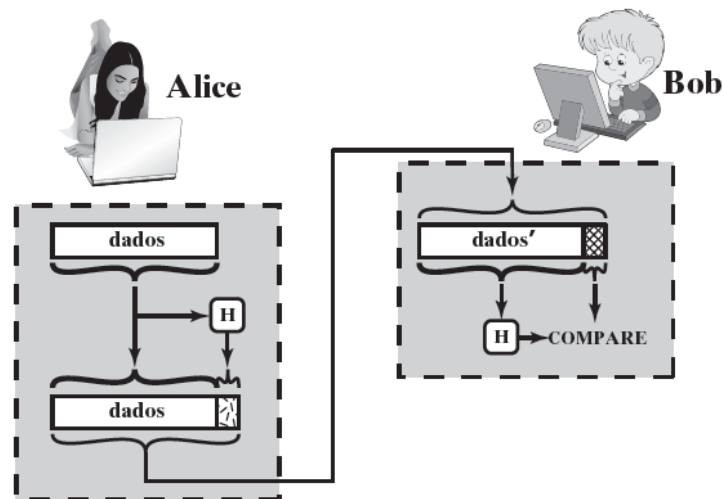 Alice
Bob
dados
H
dados
dados′
H
COMPARE